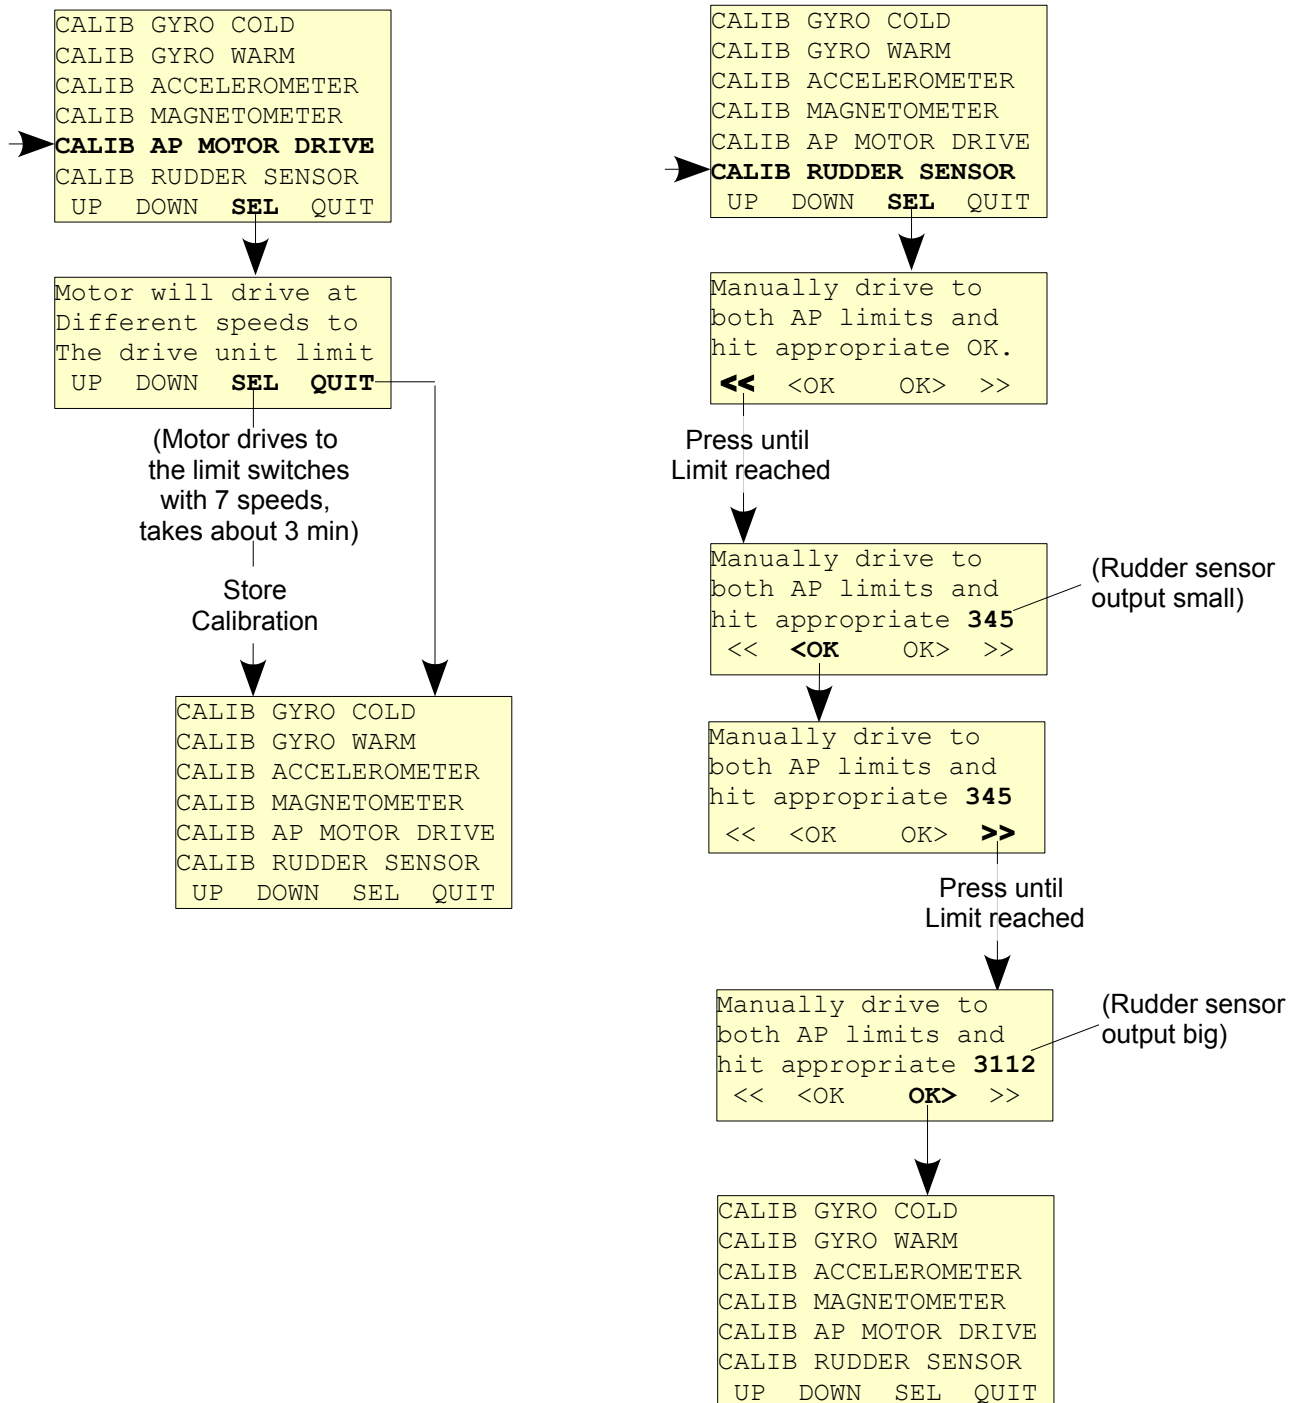 CALIB GYRO COLD
CALIB GYRO WARM
CALIB ACCELEROMETER
CALIB MAGNETOMETER
CALIB AP MOTOR DRIVE
CALIB RUDDER SENSOR
UP DOWN SEL QUIT
Motor will drive at
Different speeds to
The drive unit limit
UP DOWN SEL QUIT
(Motor drives to
the limit switches
with 7 speeds,
takes about 3 min)
Store
Calibration
CALIB GYRO COLD
CALIB GYRO WARM
CALIB ACCELEROMETER
CALIB MAGNETOMETER
CALIB AP MOTOR DRIVE
CALIB RUDDER SENSOR
UP DOWN SEL QUIT
CALIB GYRO COLD
CALIB GYRO WARM
CALIB ACCELEROMETER
CALIB MAGNETOMETER
CALIB AP MOTOR DRIVE
CALIB RUDDER SENSOR
UP DOWN SEL QUIT
Manually drive to
both AP limits and
hit appropriate OK.
<< <OK OK> >>
Press until
Limit reached
Manually drive to
both AP limits and
hit appropriate 345
<< <OK OK> >>
(Rudder sensor
output small)
Manually drive to
both AP limits and
hit appropriate 345
<< <OK OK> >>
Press until
Limit reached
Manually drive to
both AP limits and
hit appropriate 3112
<< <OK OK> >>
(Rudder sensor
output big)
CALIB GYRO COLD
CALIB GYRO WARM
CALIB ACCELEROMETER
CALIB MAGNETOMETER
CALIB AP MOTOR DRIVE
CALIB RUDDER SENSOR
UP DOWN SEL QUIT